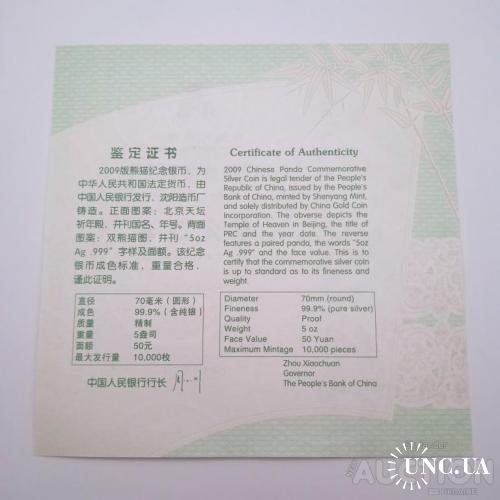 鉴定证书
2009版熊猫纪念银币，为
中华人民共和国法定货币，由
中国人民银行发行，沈阳造币厂
铸造。正面图案：北京天坛
祈年殿，并刊国名、年号。背面
图案：双熊猫图，并刊“5oz
Ag .999”字样及面额。该纪念
银币成色标准，重量合格，
谨此证明。
直径 70毫米（圆形）
成色 99.9%（含纯银）
质量 精制
重量 5盎司
面额 50元
最大发行量 10,000枚
中国人民银行行长
Certificate of Authenticity
2009 Chinese Panda Commemorative
Silver Coin is legal tender of the People's
Republic of China, issued by the People's
Bank of China, minted by Shenyang Mint,
and solely distributed by China Gold Coin
Incorporation. The obverse depicts the
Temple of Heaven in Beijing, the title of
PRC and the year date. The reverse
features a paired panda, the words "5oz
Ag .999" and the face value. This is to
certify that the commemorative silver coin
is up to standard as to its fineness and
weight.
Diameter 70mm (round)
Fineness 99.9% (pure silver)
Quality Proof
Weight 5 oz
Face Value 50 Yuan
Maximum Mintage 10,000 pieces
Zhou Xiaochuan
Governor
The People's Bank of China
UNC.UA